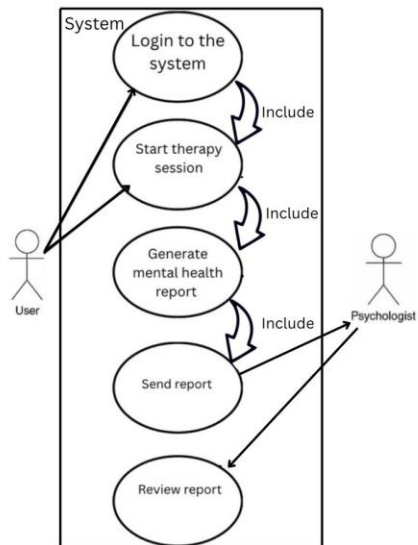 System
Login to the
system
Include
Start therapy
session
Include
Generate
mental health
report
User
Psychologist
Include
Send report
Review report